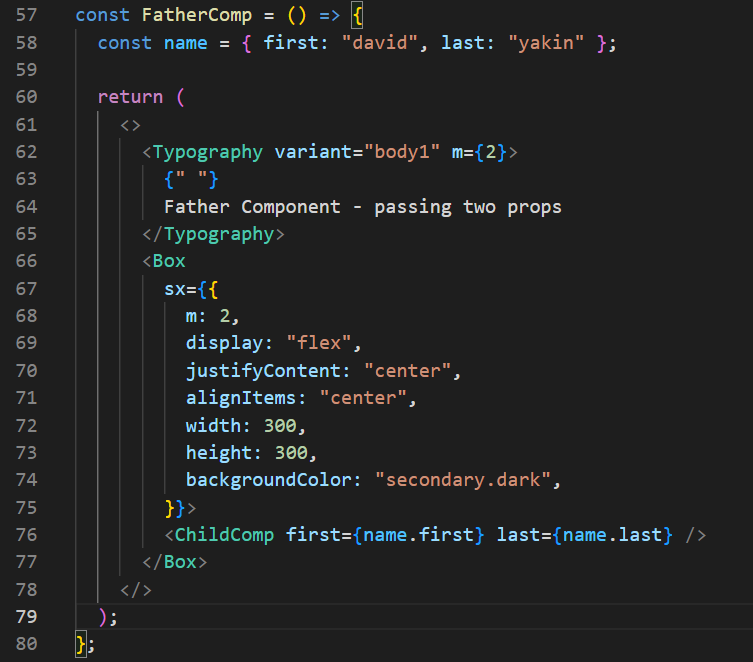 57 const FatherComp = () => {
58   const name = { first: "david", last: "yakin" };
59
60   return (
61     <>
62       <Typography variant="body1" m={2}>
63         {" "}
64         Father Component - passing two props
65       </Typography>
66       <Box
67         sx={{
68           m: 2,
69           display: "flex",
70           justifyContent: "center",
71           alignItems: "center",
72           width: 300,
73           height: 300,
74           backgroundColor: "secondary.dark",
75         }}>
76         <ChildComp first={name.first} last={name.last} />
77       </Box>
78     </>
79   );
80 };